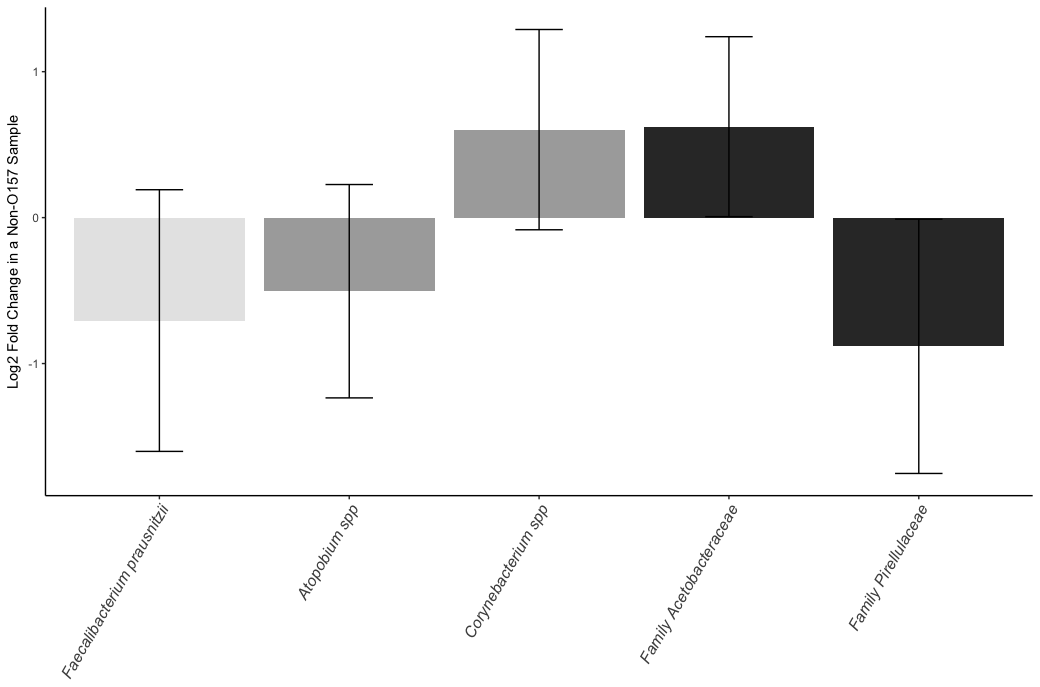 Log2 Fold Change in a Non-O157 Sample
1
0
-1
Faecalibacterium prausnitzii
Atopobium spp
Corynebacterium spp
Family Acetobacteraceae
Family Pirellulaceae